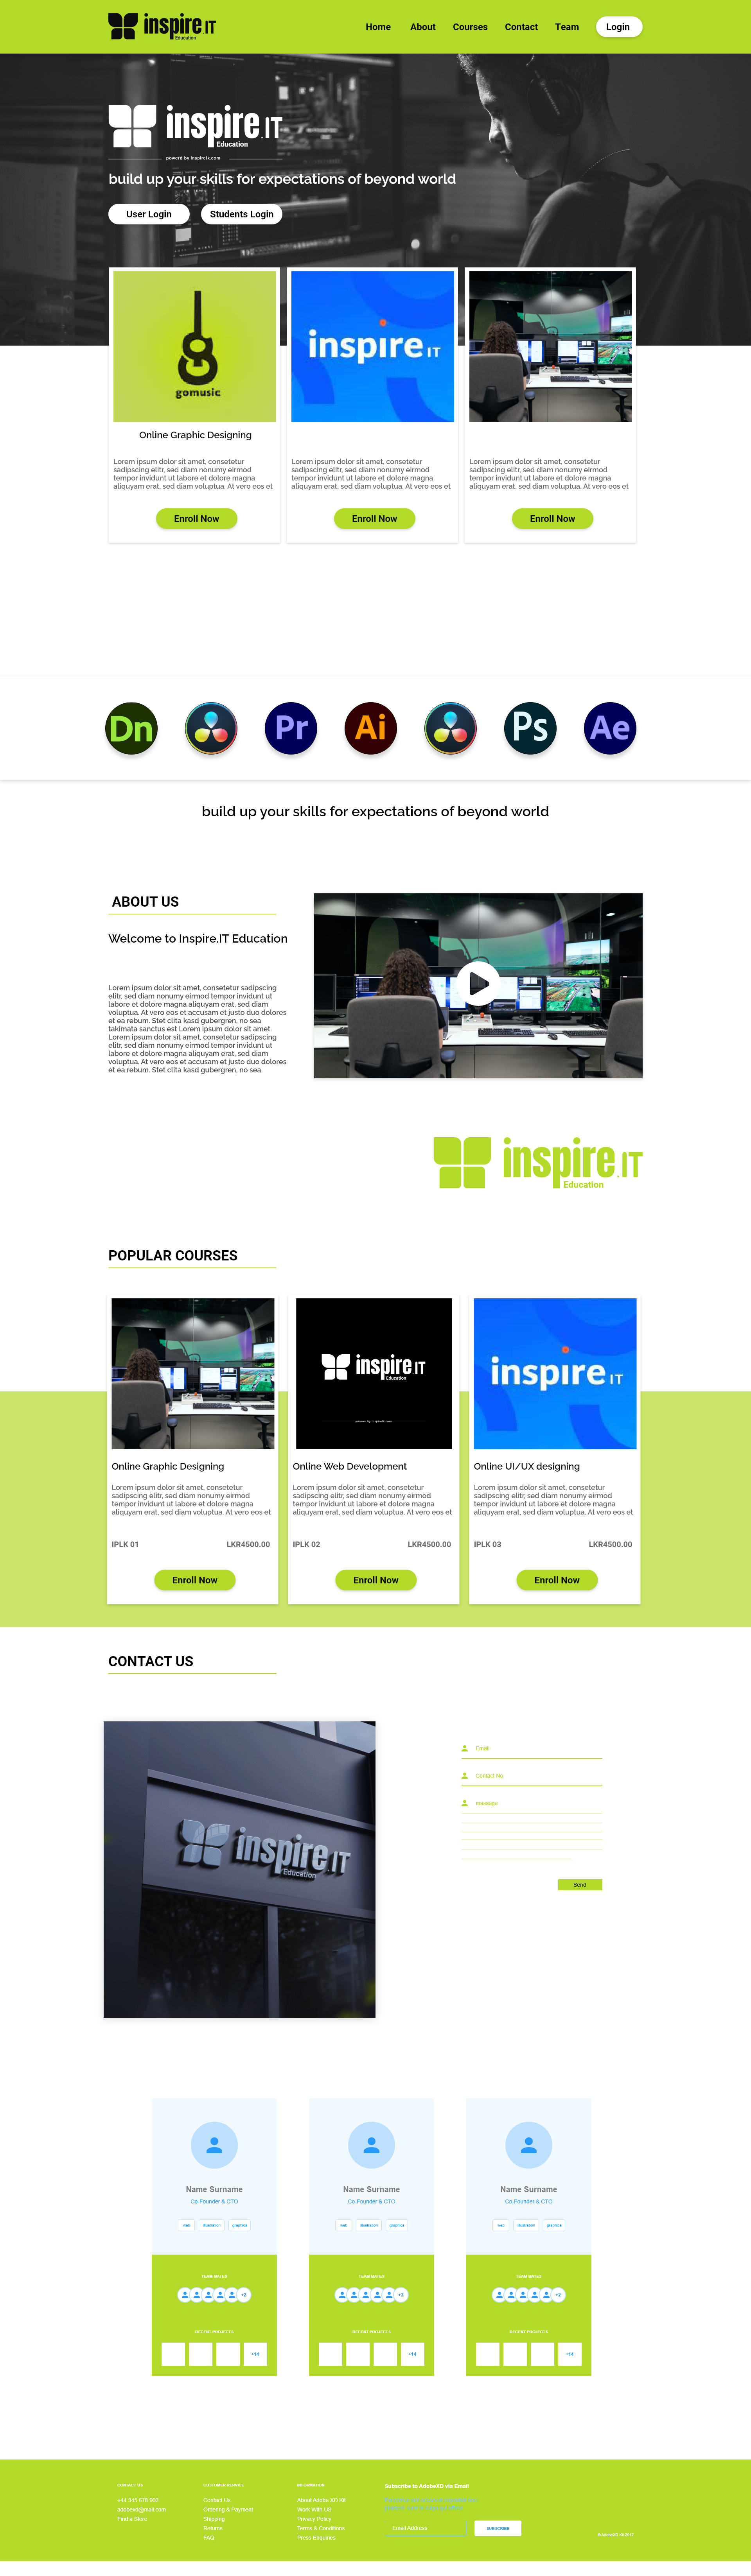 inspire.IT
Education
Home About Courses Contact Team Login
inspire.IT
Education
powerd by Inspirelk.com
build up your skills for expectations of beyond world
User Login Students Login
gomusic
inspire IT
Online Graphic Designing
Lorem ipsum dolor sit amet, consetetur
sadipscing elitr, sed diam nonumy eirmod
tempor invidunt ut labore et dolore magna
aliquyam erat, sed diam voluptua. At vero eos et
Enroll Now
Lorem ipsum dolor sit amet, consetetur
sadipscing elitr, sed diam nonumy eirmod
tempor invidunt ut labore et dolore magna
aliquyam erat, sed diam voluptua. At vero eos et
Enroll Now
Lorem ipsum dolor sit amet, consetetur
sadipscing elitr, sed diam nonumy eirmod
tempor invidunt ut labore et dolore magna
aliquyam erat, sed diam voluptua. At vero eos et
Enroll Now
Dn Pr Ai Ps Ae
build up your skills for expectations of beyond world
ABOUT US
Welcome to Inspire.IT Education
Lorem ipsum dolor sit amet, consetetur sadipscing
elitr, sed diam nonumy eirmod tempor invidunt ut
labore et dolore magna aliquyam erat, sed diam
voluptua. At vero eos et accusam et justo duo dolores
et ea rebum. Stet clita kasd gubergren, no sea
takimata sanctus est Lorem ipsum dolor sit amet.
Lorem ipsum dolor sit amet, consetetur sadipscing
elitr, sed diam nonumy eirmod tempor invidunt ut
labore et dolore magna aliquyam erat, sed diam
voluptua. At vero eos et accusam et justo duo dolores
et ea rebum. Stet clita kasd gubergren, no sea
inspire.IT
Education
POPULAR COURSES
inspire.IT
Education
powerd by Inspirelk.com
inspire IT
Online Graphic Designing
Lorem ipsum dolor sit amet, consetetur
sadipscing elitr, sed diam nonumy eirmod
tempor invidunt ut labore et dolore magna
aliquyam erat, sed diam voluptua. At vero eos et
IPLK 01 LKR4500.00
Enroll Now
Online Web Development
Lorem ipsum dolor sit amet, consetetur
sadipscing elitr, sed diam nonumy eirmod
tempor invidunt ut labore et dolore magna
aliquyam erat, sed diam voluptua. At vero eos et
IPLK 02 LKR4500.00
Enroll Now
Online UI/UX designing
Lorem ipsum dolor sit amet, consetetur
sadipscing elitr, sed diam nonumy eirmod
tempor invidunt ut labore et dolore magna
aliquyam erat, sed diam voluptua. At vero eos et
IPLK 03 LKR4500.00
Enroll Now
CONTACT US
inspire.IT
Education
Email
Contact No
Massage
Send
Name Surname
Co-Founder & CTO
web illustration graphics
TEAM MATES
+2
RECENT PROJECTS
+14
Name Surname
Co-Founder & CTO
web illustration graphics
TEAM MATES
+2
RECENT PROJECTS
+14
Name Surname
Co-Founder & CTO
web illustration graphics
TEAM MATES
+2
RECENT PROJECTS
+14
CONTACT US
+44 345 678 903
adobexd@mail.com
Find a Store
CUSTOMER SERVICE
Contact Us
Ordering & Payment
Shipping
Returns
FAQ
INFORMATION
About Adobe XD Kit
Work With US
Privacy Policy
Terms & Conditions
Press Enquiries
Subscribe to AdobeXD via Email
Email Address
SUBSCRIBE